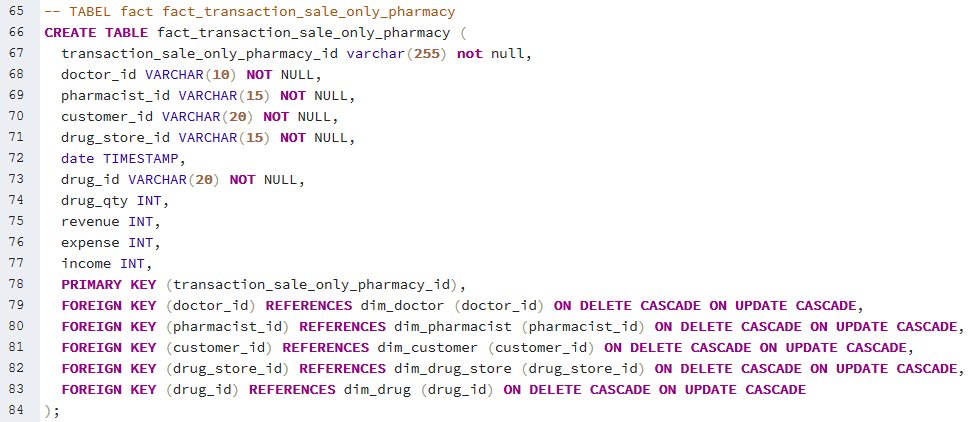 65 -- TABEL fact fact_transaction_sale_only_pharmacy
66 CREATE TABLE fact_transaction_sale_only_pharmacy (
67   transaction_sale_only_pharmacy_id varchar(255) not null,
68   doctor_id VARCHAR(10) NOT NULL,
69   pharmacist_id VARCHAR(15) NOT NULL,
70   customer_id VARCHAR(20) NOT NULL,
71   drug_store_id VARCHAR(15) NOT NULL,
72   date TIMESTAMP,
73   drug_id VARCHAR(20) NOT NULL,
74   drug_qty INT,
75   revenue INT,
76   expense INT,
77   income INT,
78   PRIMARY KEY (transaction_sale_only_pharmacy_id),
79   FOREIGN KEY (doctor_id) REFERENCES dim_doctor (doctor_id) ON DELETE CASCADE ON UPDATE CASCADE,
80   FOREIGN KEY (pharmacist_id) REFERENCES dim_pharmacist (pharmacist_id) ON DELETE CASCADE ON UPDATE CASCADE,
81   FOREIGN KEY (customer_id) REFERENCES dim_customer (customer_id) ON DELETE CASCADE ON UPDATE CASCADE,
82   FOREIGN KEY (drug_store_id) REFERENCES dim_drug_store (drug_store_id) ON DELETE CASCADE ON UPDATE CASCADE,
83   FOREIGN KEY (drug_id) REFERENCES dim_drug (drug_id) ON DELETE CASCADE ON UPDATE CASCADE
84 );